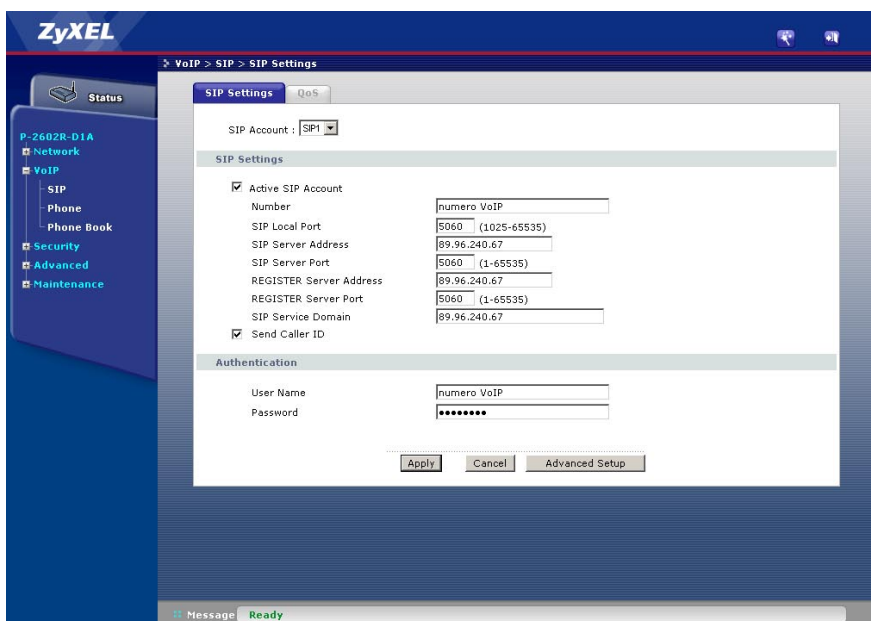 ZyXEL
VoIP > SIP > SIP Settings
Status
P-2602R-D1A
Network
VoIP
SIP
Phone
Phone Book
Security
Advanced
Maintenance
SIP Settings QoS
SIP Account : SIP1
SIP Settings
Active SIP Account
Number numero VoIP
SIP Local Port 5060 (1025-65535)
SIP Server Address 89.96.240.67
SIP Server Port 5060 (1-65535)
REGISTER Server Address 89.96.240.67
REGISTER Server Port 5060 (1-65535)
SIP Service Domain 89.96.240.67
Send Caller ID
Authentication
User Name numero VoIP
Password ●●●●●●●●
Apply Cancel Advanced Setup
Message Ready